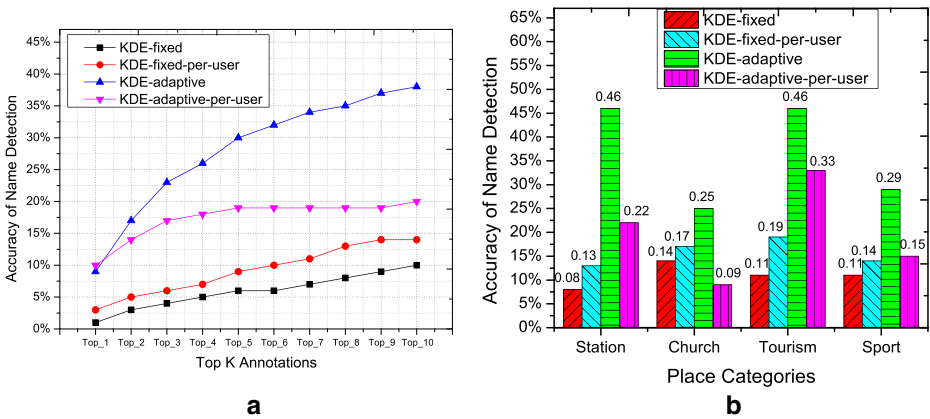 45%
40%
35%
30%
25%
20%
15%
10%
5%
0%
Accuracy of Name Detection
KDE-fixed
KDE-fixed-per-user
KDE-adaptive
KDE-adaptive-per-user
Top_1 Top_2 Top_3 Top_4 Top_5 Top_6 Top_7 Top_8 Top_9 Top_10
Top K Annotations
a
65%
60%
55%
50%
45%
40%
35%
30%
25%
20%
15%
10%
5%
0%
Accuracy of Name Detection
KDE-fixed
KDE-fixed-per-user
KDE-adaptive
KDE-adaptive-per-user
0.08 0.13 0.46 0.22
0.14 0.17 0.25 0.09
0.11 0.19 0.46 0.33
0.11 0.14 0.29 0.15
Station Church Tourism Sport
Place Categories
b